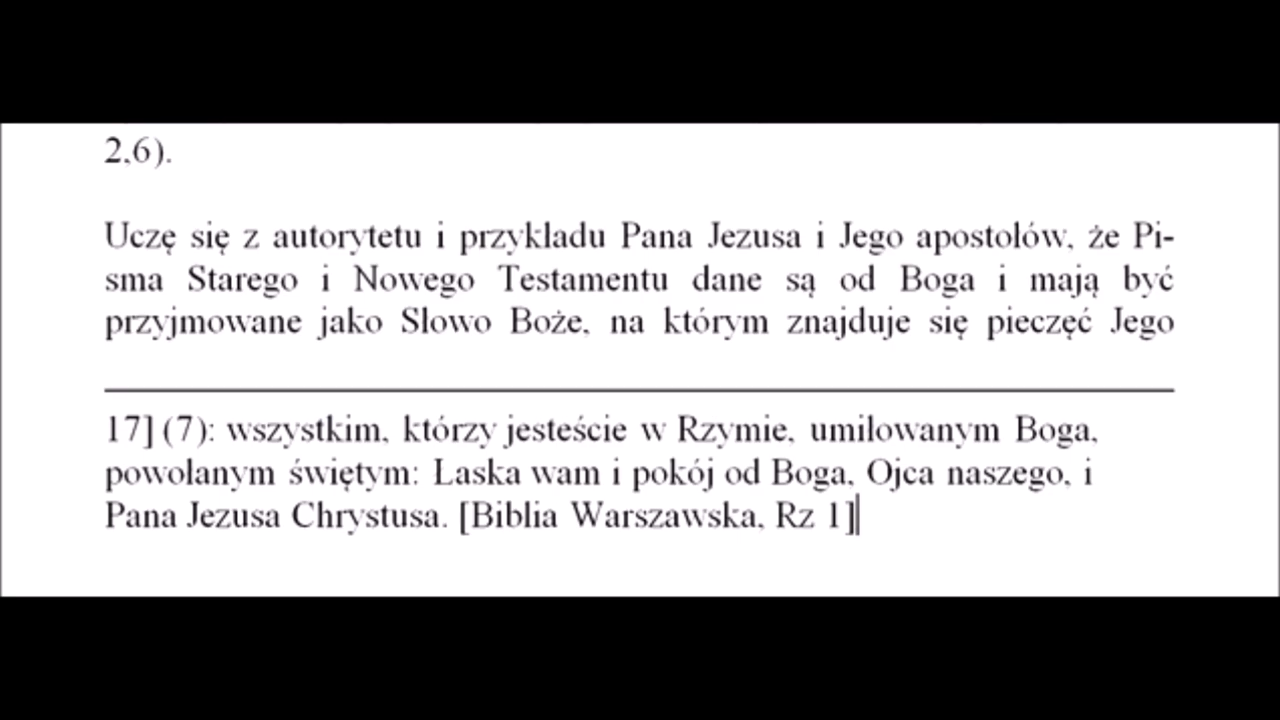 2,6).
Uczę się z autorytetu i przykładu Pana Jezusa i Jego apostołów, że Pi-
sma Starego i Nowego Testamentu dane są od Boga i mają być
przyjmowane jako Słowo Boże, na którym znajduje się pieczęć Jego
17] (7): wszystkim, którzy jesteście w Rzymie, umiłowanym Boga,
powołanym świętym: Łaska wam i pokój od Boga, Ojca naszego, i
Pana Jezusa Chrystusa. [Biblia Warszawska, Rz 1]